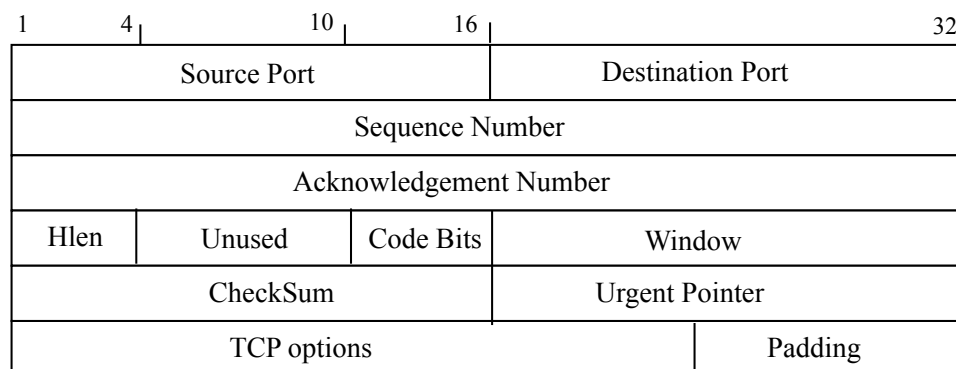 1 4 10 16 32
Source Port Destination Port
Sequence Number
Acknowledgement Number
Hlen Unused Code Bits Window
CheckSum Urgent Pointer
TCP options Padding